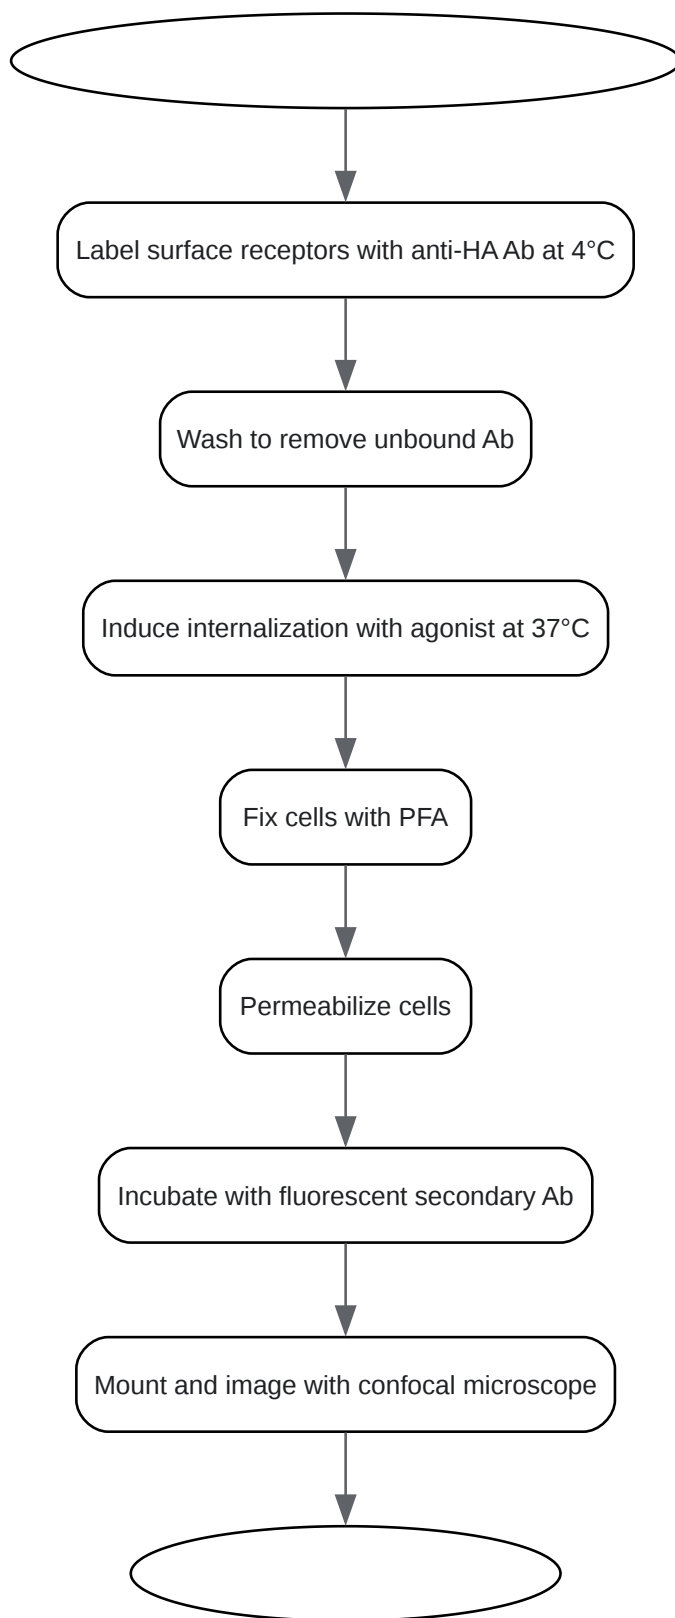 Label surface receptors with anti-HA Ab at 4°C
Wash to remove unbound Ab
Induce internalization with agonist at 37°C
Fix cells with PFA
Permeabilize cells
Incubate with fluorescent secondary Ab
Mount and image with confocal microscope